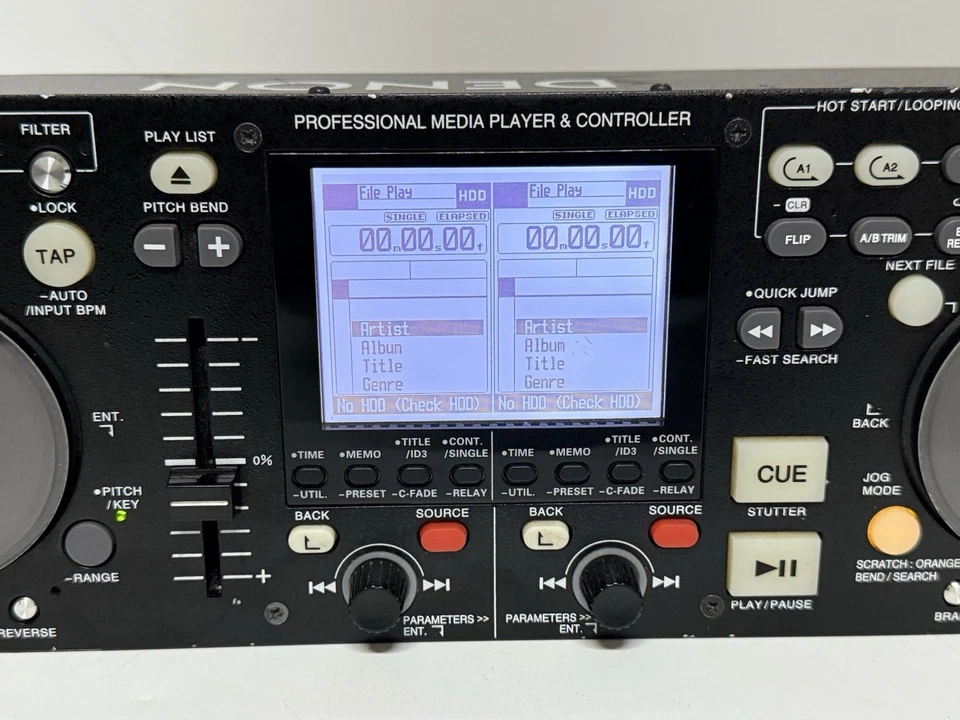 DENON
PROFESSIONAL MEDIA PLAYER & CONTROLLER
HOT START/LOOPING
FILTER
•LOCK
TAP
–AUTO
/INPUT BPM
PLAY LIST
PITCH BEND
ENT.
•PITCH
/KEY
–RANGE
REVERSE
0%
+
File Play HDD
SINGLE ELAPSED
00m00s00f
Artist
Album
Title
Genre
No HDD (Check HDD)
File Play HDD
SINGLE ELAPSED
00m00s00f
Artist
Album
Title
Genre
No HDD (Check HDD)
•TIME •MEMO •TITLE /ID3 •CONT. /SINGLE
–UTIL. –PRESET –C-FADE –RELAY
•TIME •MEMO •TITLE /ID3 •CONT. /SINGLE
–UTIL. –PRESET –C-FADE –RELAY
BACK SOURCE
PARAMETERS >>
ENT.
BACK SOURCE
PARAMETERS >>
ENT.
A1 A2
– CLR
FLIP A/B TRIM
NEXT FILE
•QUICK JUMP
–FAST SEARCH
BACK
CUE
STUTTER
JOG
MODE
PLAY/PAUSE
SCRATCH : ORANGE
BEND / SEARCH